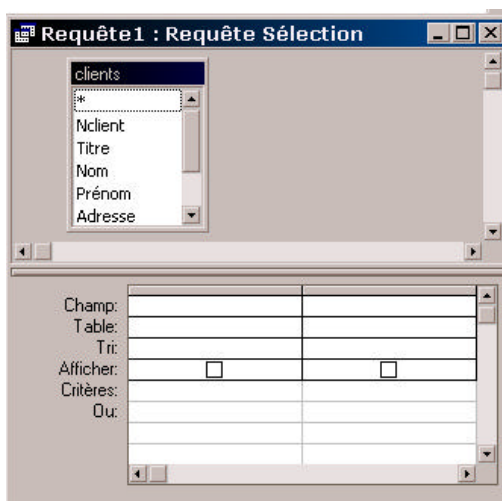 Requête1 : Requête Sélection
clients
*
Nclient
Titre
Nom
Prénom
Adresse
Champ:
Table:
Tri:
Afficher:
Critères:
Ou: